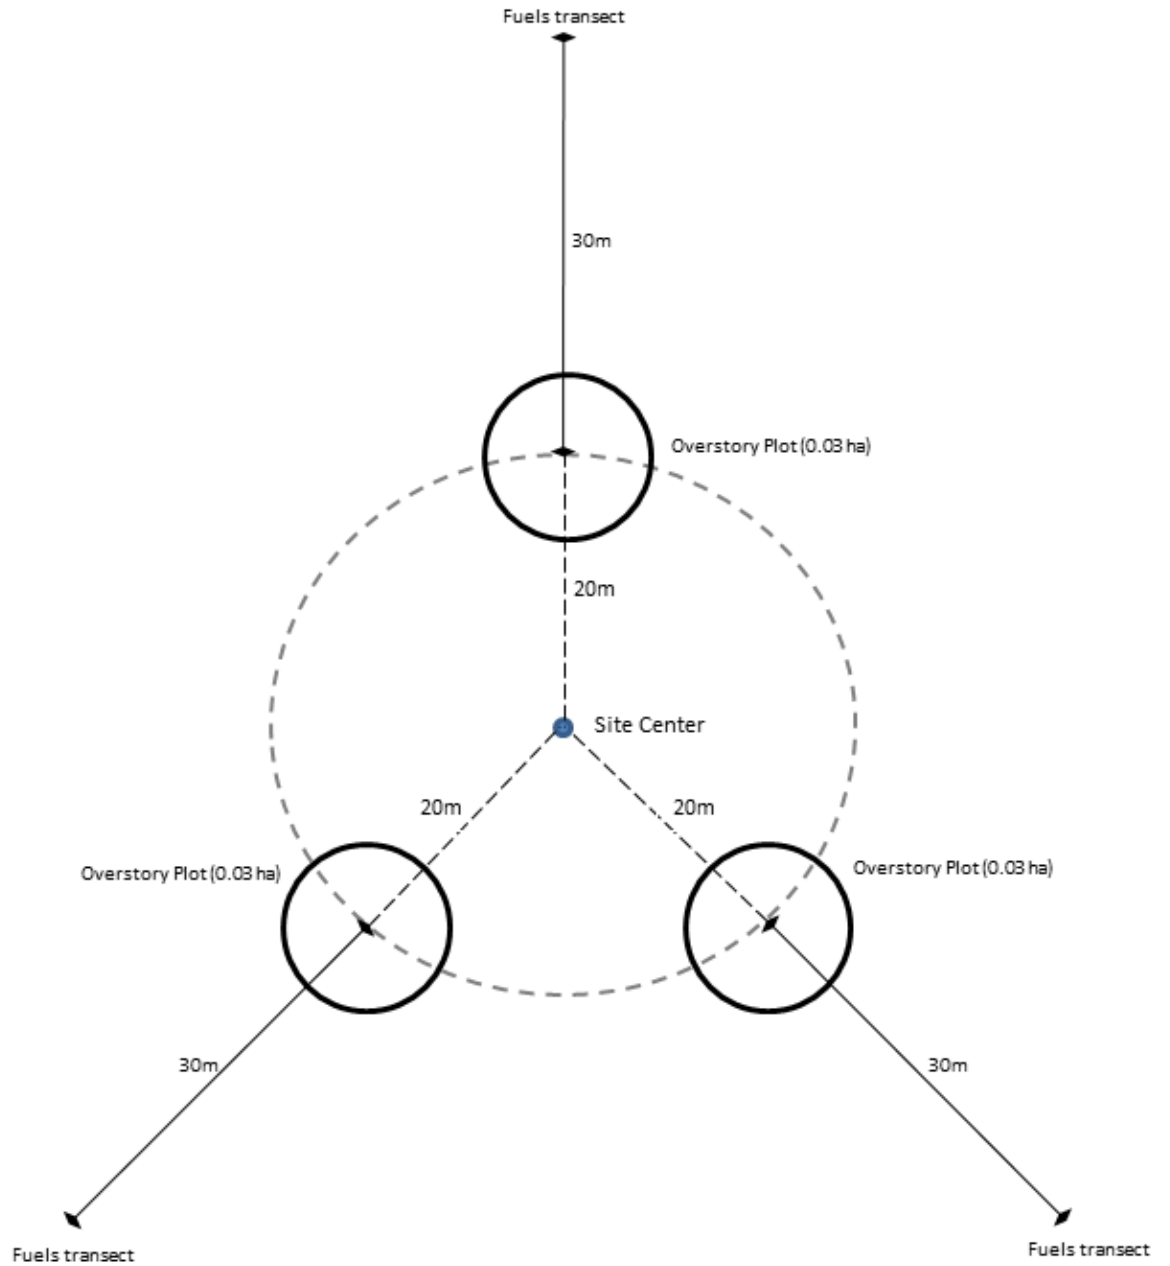 Fuels transect
30m
Overstory Plot (0.03 ha)
20m
Site Center
20m
20m
Overstory Plot (0.03 ha)
Overstory Plot (0.03 ha)
30m
30m
Fuels transect
Fuels transect